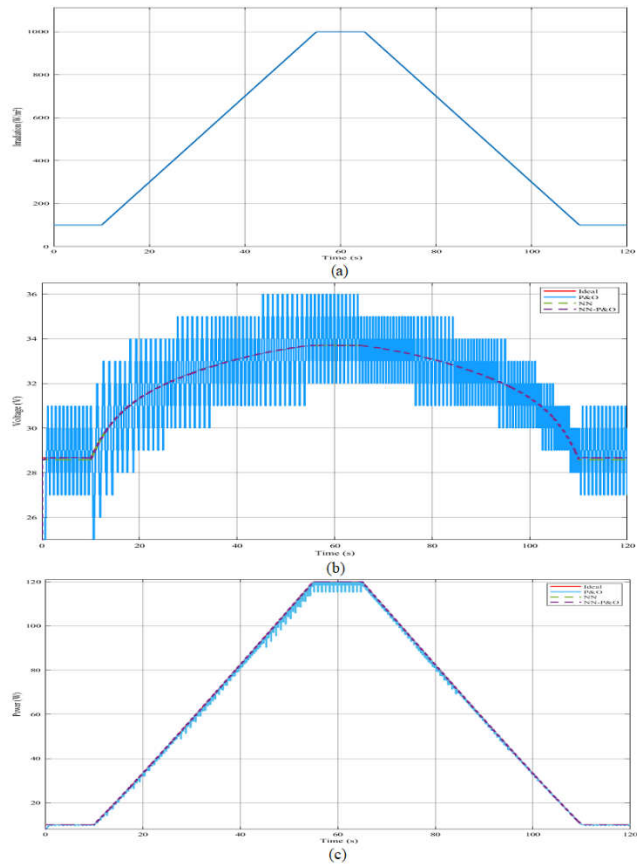 1000
800
600
400
200
0
Irradiation (W/m²)
0 20 40 60 80 100 120
Time (s)
(a)
36
34
32
30
28
26
Voltage (V)
Ideal
P&O
NN
NN-P&O
0 20 40 60 80 100 120
Time (s)
(b)
120
100
80
60
40
20
Power (W)
Ideal
P&O
NN
NN-P&O
0 20 40 60 80 100 120
Time (s)
(c)